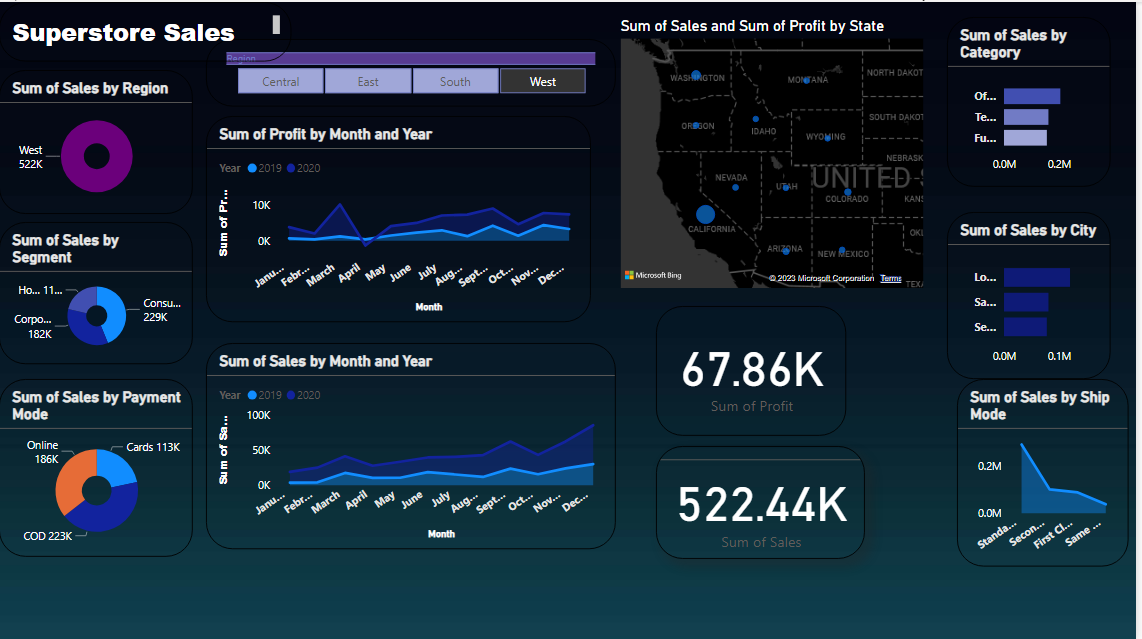 Superstore Sales
Region
Central
East
South
West
Sum of Sales by Region
West
522K
Sum of Sales by
Segment
Ho... 11...
Consu...
229K
Corpo...
182K
Sum of Sales by Payment
Mode
Online
186K
Cards 113K
COD 223K
Sum of Profit by Month and Year
Year 2019 2020
Sum of Pr...
10K
0K
Janu...
Febr...
March
April
May
June
July
Aug...
Sept...
Oct...
Nov...
Dec...
Month
Sum of Sales by Month and Year
Year 2019 2020
Sum of Sa...
100K
50K
0K
Janu...
Febr...
March
April
May
June
July
Aug...
Sept...
Oct...
Nov...
Dec...
Month
Sum of Sales and Sum of Profit by State
WASHINGTON
MONTANA
NORTH DAKOT
OREGON
IDAHO
SOUTH DAKOT
WYOMING
NEBRASK
NEVADA
UTAH
UNITED S
COLORADO
KANS
CALIFORNIA
OKL
ARIZONA
NEW MEXICO
TEXA
Microsoft Bing
© 2023 Microsoft Corporation Terms
67.86K
Sum of Profit
522.44K
Sum of Sales
Sum of Sales by
Category
Of...
Te...
Fu...
0.0M 0.2M
Sum of Sales by City
Lo...
Sa...
Se...
0.0M 0.1M
Sum of Sales by Ship
Mode
0.2M
0.0M
Standa...
Secon...
First Cl...
Same ...